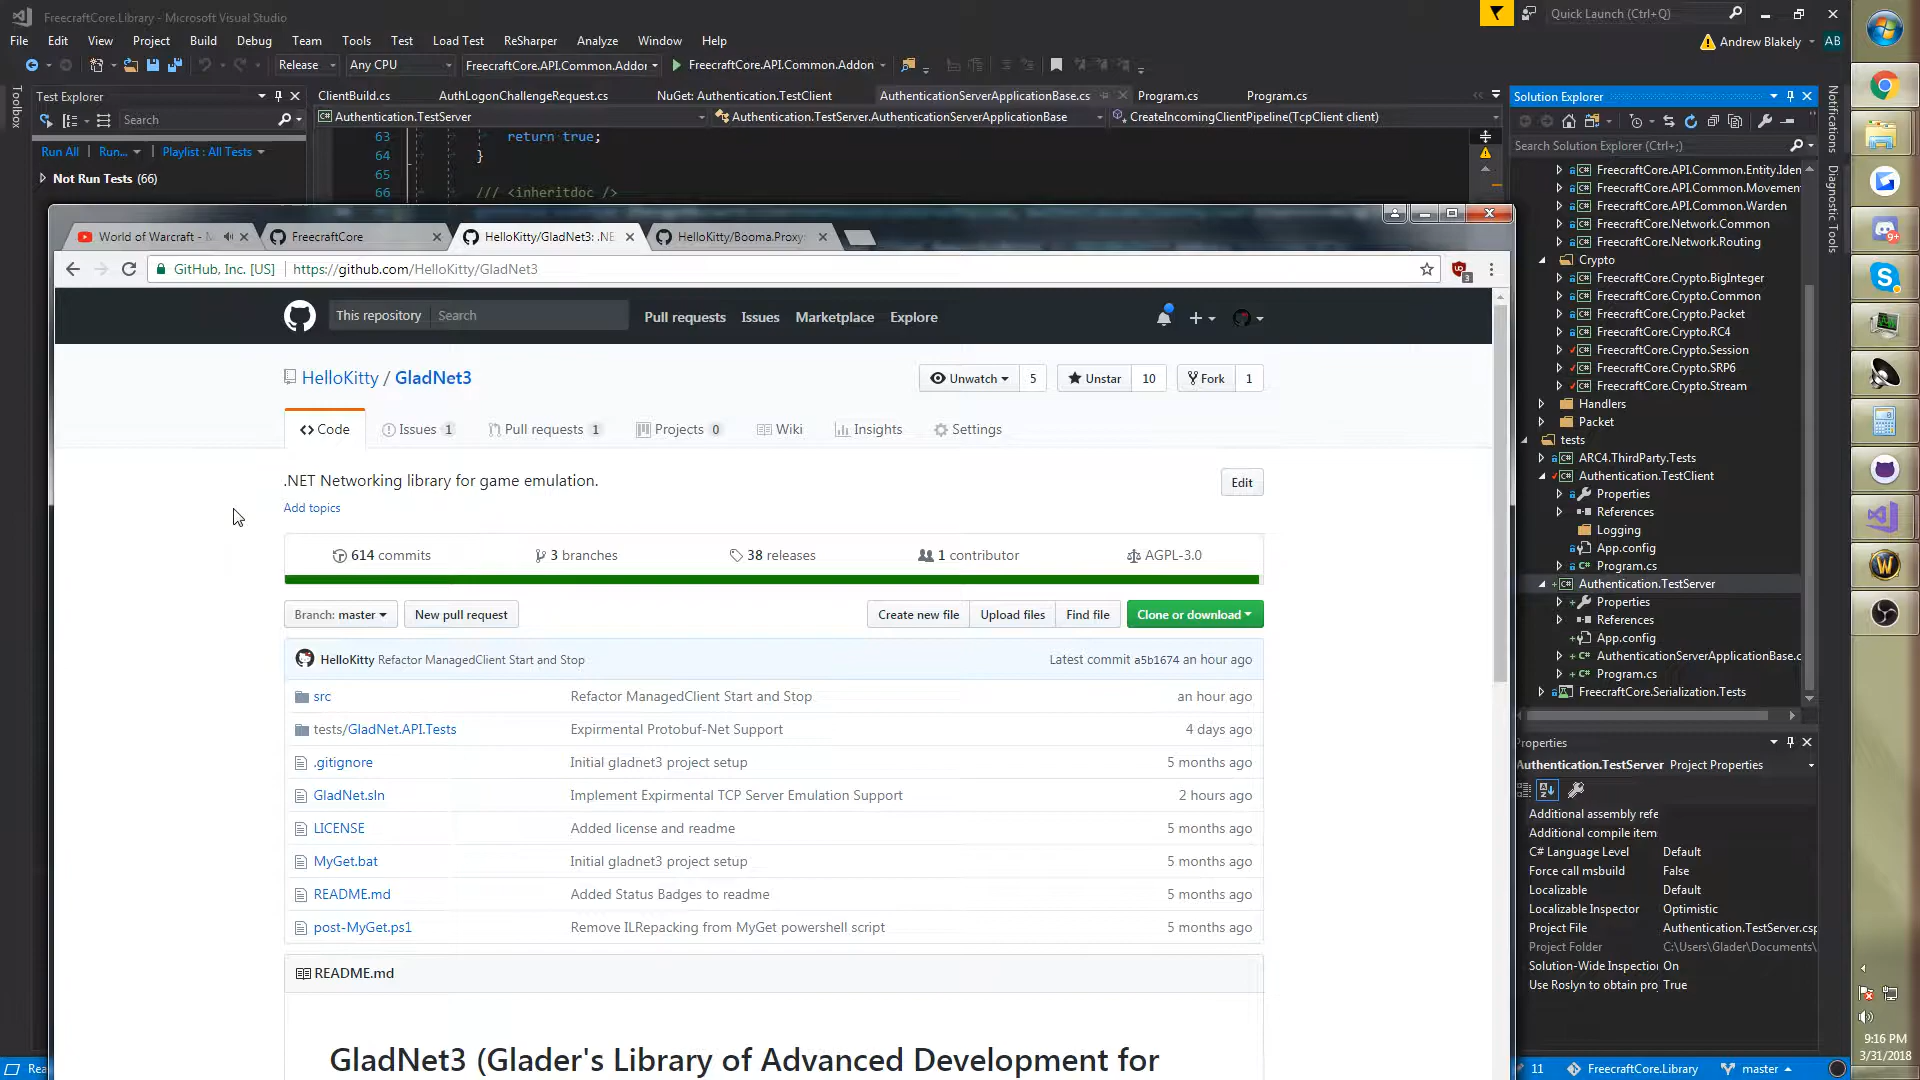 FreecraftCore.Library - Microsoft Visual Studio
Quick Launch (Ctrl+Q)
File Edit View Project Build Debug Team Tools Test Load Test ReSharper Analyze Window Help
Andrew Blakely AB
Release Any CPU FreecraftCore.API.Common.Addon FreecraftCore.API.Common.Addon
Toolbox
Test Explorer
Search
Run All Run... Playlist : All Tests
Not Run Tests (66)
ClientBuild.cs AuthLogonChallengeRequest.cs NuGet: Authentication.TestClient AuthenticationServerApplicationBase.cs Program.cs Program.cs
Authentication.TestServer Authentication.TestServer.AuthenticationServerApplicationBase CreateIncomingClientPipeline(TcpClient client)
63 return true;
64 }
65
66 /// <inheritdoc />
World of Warcraft - FreecraftCore HelloKitty/GladNet3: .NE HelloKitty/Booma.Proxy:
GitHub, Inc. [US] https://github.com/HelloKitty/GladNet3
3
This repository Search Pull requests Issues Marketplace Explore
HelloKitty / GladNet3
Unwatch 5 Unstar 10 Fork 1
Code Issues 1 Pull requests 1 Projects 0 Wiki Insights Settings
.NET Networking library for game emulation.
Edit
Add topics
614 commits 3 branches 38 releases 1 contributor AGPL-3.0
Branch: master New pull request Create new file Upload files Find file Clone or download
HelloKitty Refactor ManagedClient Start and Stop Latest commit a5b1674 an hour ago
src Refactor ManagedClient Start and Stop an hour ago
tests/GladNet.API.Tests Expirmental Protobuf-Net Support 4 days ago
.gitignore Initial gladnet3 project setup 5 months ago
GladNet.sln Implement Expirmental TCP Server Emulation Support 2 hours ago
LICENSE Added license and readme 5 months ago
MyGet.bat Initial gladnet3 project setup 5 months ago
README.md Added Status Badges to readme 5 months ago
post-MyGet.ps1 Remove ILRepacking from MyGet powershell script 5 months ago
README.md
GladNet3 (Glader's Library of Advanced Development for
Solution Explorer
Search Solution Explorer (Ctrl+;)
FreecraftCore.API.Common.Entity.Iden
FreecraftCore.API.Common.Movemen
FreecraftCore.API.Common.Warden
FreecraftCore.Network.Common
FreecraftCore.Network.Routing
Crypto
FreecraftCore.Crypto.BigInteger
FreecraftCore.Crypto.Common
FreecraftCore.Crypto.Packet
FreecraftCore.Crypto.RC4
FreecraftCore.Crypto.Session
FreecraftCore.Crypto.SRP6
FreecraftCore.Crypto.Stream
Handlers
Packet
tests
ARC4.ThirdParty.Tests
Authentication.TestClient
Properties
References
Logging
App.config
Program.cs
Authentication.TestServer
Properties
References
App.config
AuthenticationServerApplicationBase.c
Program.cs
FreecraftCore.Serialization.Tests
Properties
Authentication.TestServer Project Properties
Additional assembly refe
Additional compile item
C# Language Level Default
Force call msbuild False
Localizable Default
Localizable Inspector Optimistic
Project File Authentication.TestServer.csp
Project Folder C:\Users\Glader\Documents\
Solution-Wide Inspectio On
Use Roslyn to obtain pro True
Notifications
Diagnostic Tools
9+
Rea
11 FreecraftCore.Library master
9:16 PM
3/31/2018